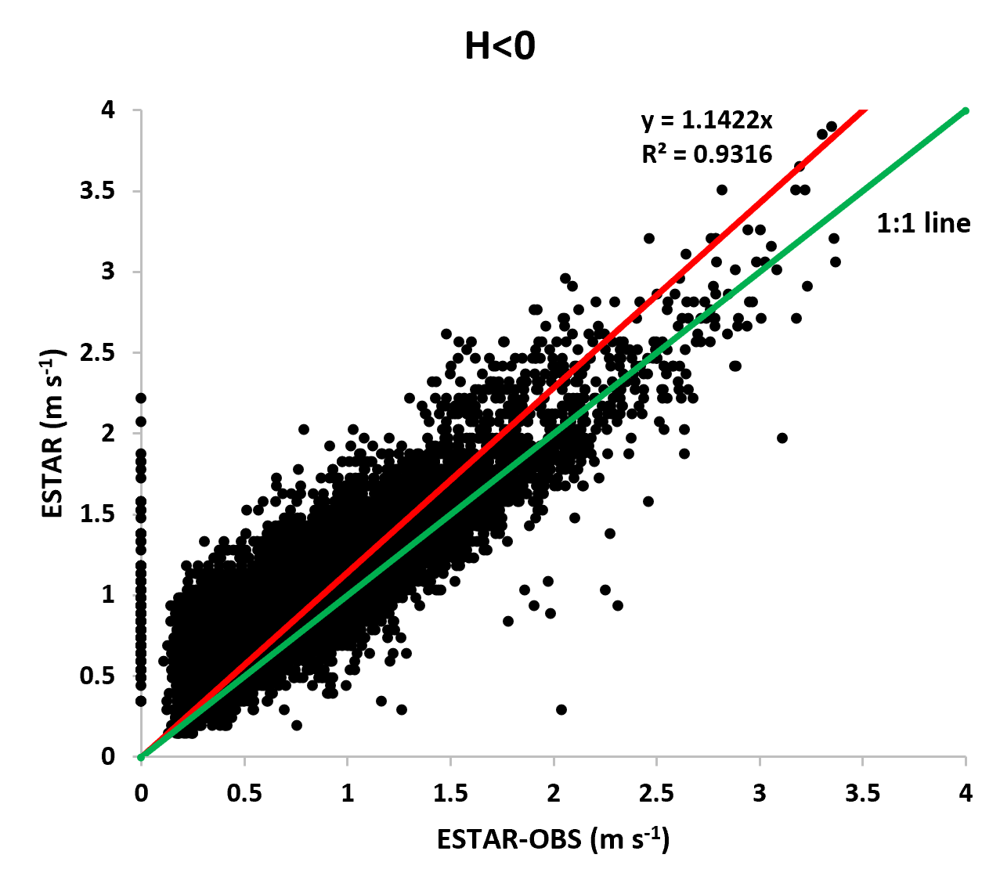 H<0
y = 1.1422x
R² = 0.9316
1:1 line
ESTAR (m s⁻¹)
4
3.5
3
2.5
2
1.5
1
0.5
0
0 0.5 1 1.5 2 2.5 3 3.5 4
ESTAR-OBS (m s⁻¹)